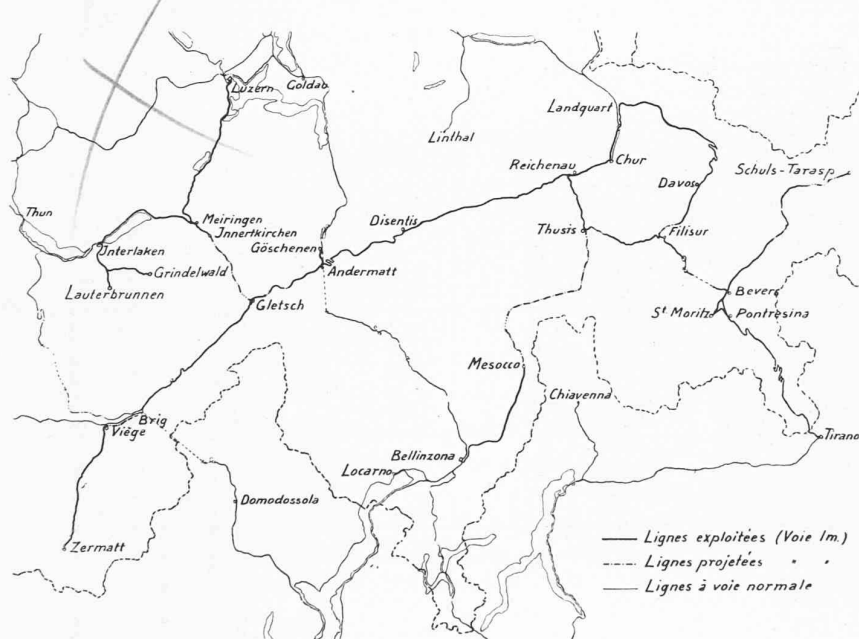 Luzern
Goldau
Linthal
Landquart
Reichenau
Chur
Davos
Schuls-Tarasp
Thun
Meiringen
Innertkirchen
Göschenen
Disentis
Thusis
Filisur
Interlaken
Grindelwald
Lauterbrunnen
Andermatt
Gletsch
Bevers
St. Moritz
Pontresina
Mesocco
Chiavenna
Brig
Viège
Bellinzona
Locarno
Tirano
Domodossola
Zermatt
Lignes exploitées (Voie 1m.)
Lignes projetées " "
Lignes à voie normale